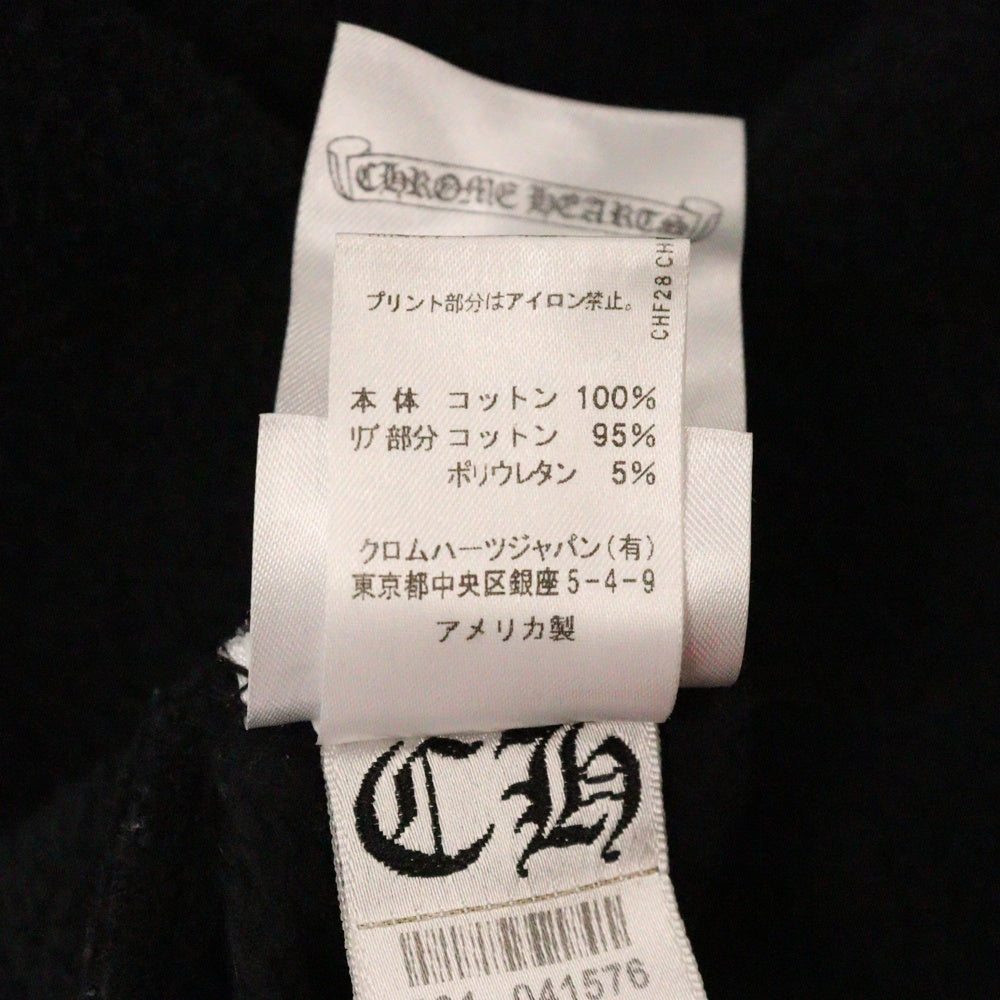 CHROME HEARTS
CHF28 CH
プリント部分はアイロン禁止。
本体 コットン 100%
リブ部分 コットン 95%
ポリウレタン 5%
クロムハーツジャパン(有)
東京都中央区銀座5-4-9
アメリカ製
CH
041576